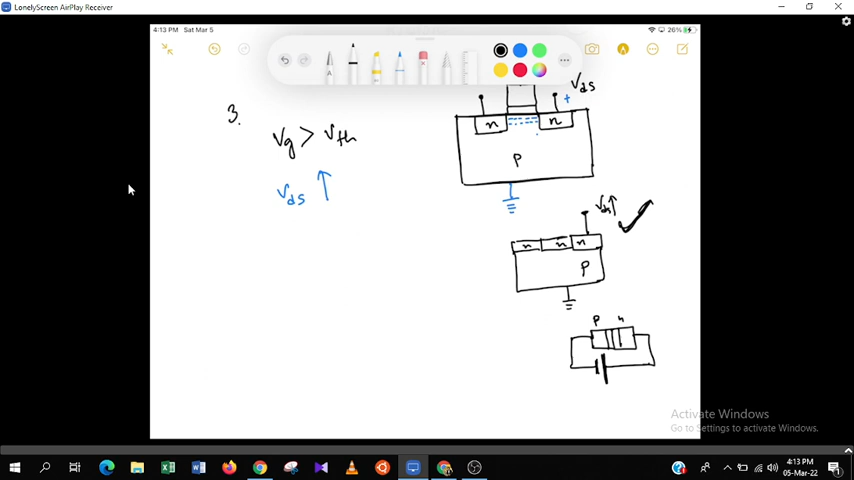 LonelyScreen AirPlay Receiver
4:13 PM Sat Mar 5
26%
A
3.
Vg > Vth
Vds ↑
Vds
+
n
n
P
Vds↑
n
n
n
P
P
n
Activate Windows
Go to Settings to activate Windows.
4:13 PM
05-Mar-22